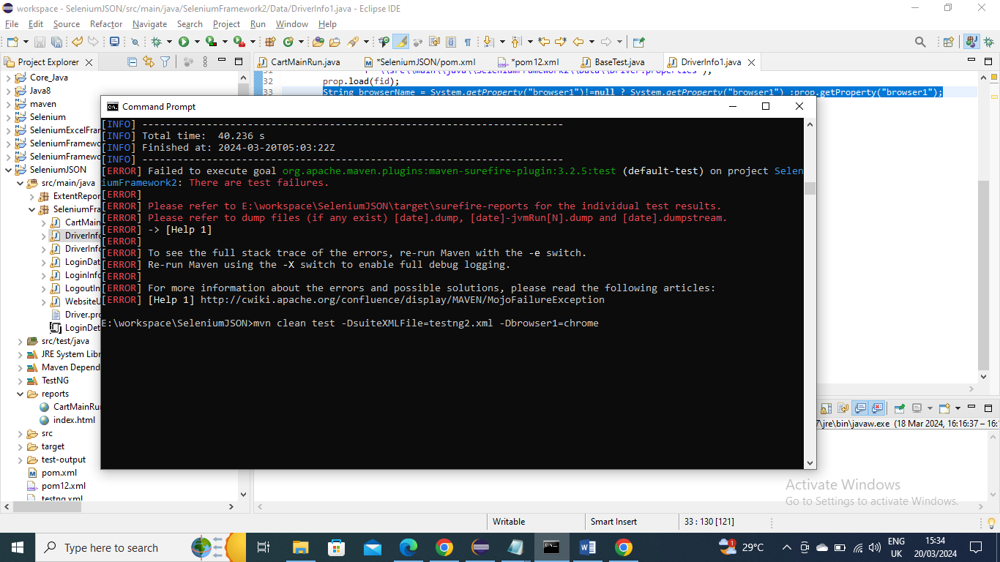 workspace - SeleniumJSON/src/main/java/SeleniumFramework2/Data/DriverInfo1.java - Eclipse IDE
File Edit Source Refactor Navigate Search Project Run Window Help
Project Explorer
CartMainRun.java *SeleniumJSON/pom.xml *pom12.xml BaseTest.java DriverInfo1.java
Core_Java
Java8
maven
Selenium
SeleniumExcelFra
SeleniumFramewo
SeleniumFramewo
SeleniumJSON
src/main/java
ExtentRepor
SeleniumFra
CartMain
DriverInfo
DriverInfo
LoginDat
LoginInfo
LogoutIn
WebsiteU
Driver.pro
LoginDet
src/test/java
JRE System Libr
Maven Depend
TestNG
reports
CartMainRu
index.html
src
target
test-output
pom.xml
pom12.xml
testng.xml
31 + "\\src\\main\\java\\SeleniumFramework2\\Data\\Driver.properties");
32 prop.load(fid);
33 String browserName = System.getProperty("browser1")!=null ? System.getProperty("browser1") :prop.getProperty("browser1");
Command Prompt
[INFO] ------------------------------------------------------------------------
[INFO] Total time:  40.236 s
[INFO] Finished at: 2024-03-20T05:03:22Z
[INFO] ------------------------------------------------------------------------
[ERROR] Failed to execute goal org.apache.maven.plugins:maven-surefire-plugin:3.2.5:test (default-test) on project Selen
iumFramework2: There are test failures.
[ERROR]
[ERROR] Please refer to E:\workspace\SeleniumJSON\target\surefire-reports for the individual test results.
[ERROR] Please refer to dump files (if any exist) [date].dump, [date]-jvmRun[N].dump and [date].dumpstream.
[ERROR] -> [Help 1]
[ERROR]
[ERROR] To see the full stack trace of the errors, re-run Maven with the -e switch.
[ERROR] Re-run Maven using the -X switch to enable full debug logging.
[ERROR]
[ERROR] For more information about the errors and possible solutions, please read the following articles:
[ERROR] [Help 1] http://cwiki.apache.org/confluence/display/MAVEN/MojoFailureException
E:\workspace\SeleniumJSON>mvn clean test -DsuiteXMLFile=testng2.xml -Dbrowser1=chrome
7\jre\bin\javaw.exe (18 Mar 2024, 16:16:37 – 16:
Activate Windows
Go to Settings to activate Windows.
Writable Smart Insert 33 : 130 [121]
Type here to search
1 29°C ENG UK 15:34 20/03/2024